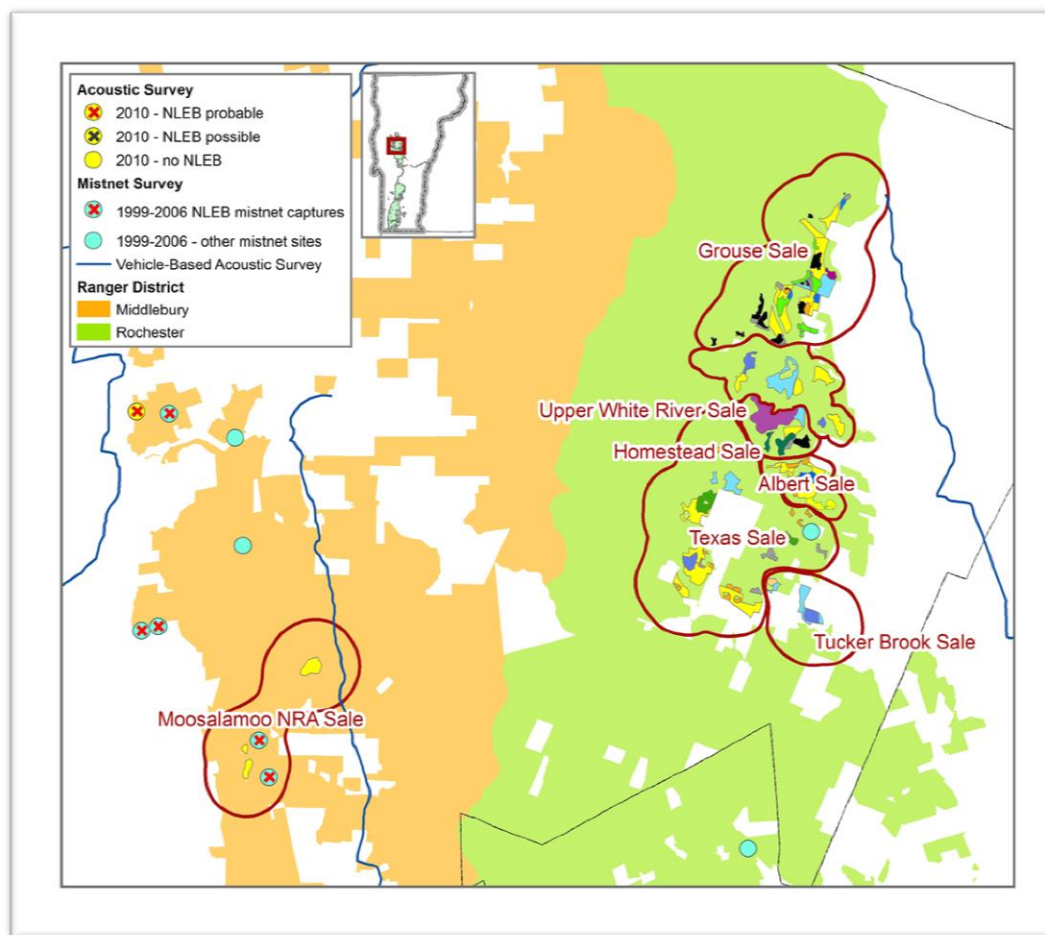 Acoustic Survey
2010 - NLEB probable
2010 - NLEB possible
2010 - no NLEB
Mistnet Survey
1999-2006 NLEB mistnet captures
1999-2006 - other mistnet sites
Vehicle-Based Acoustic Survey
Ranger District
Middlebury
Rochester
Grouse Sale
Upper White River Sale
Homestead Sale
Albert Sale
Texas Sale
Tucker Brook Sale
Moosalamoo NRA Sale